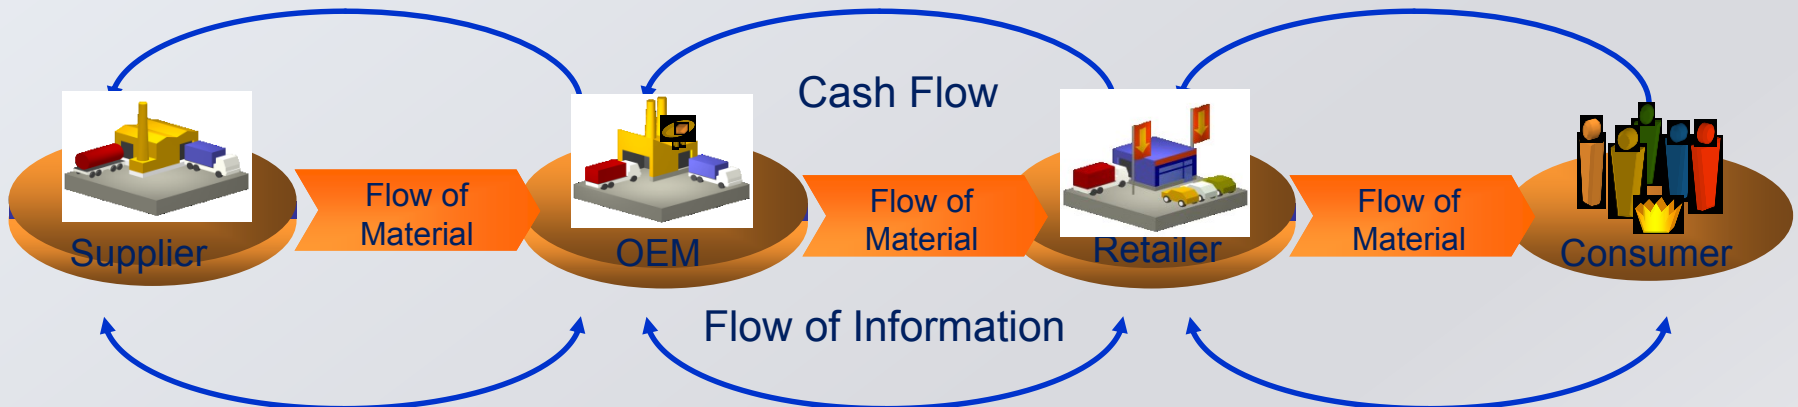 Cash Flow
Supplier
Flow of
Material
OEM
Flow of
Material
Retailer
Flow of
Material
Consumer
Flow of Information